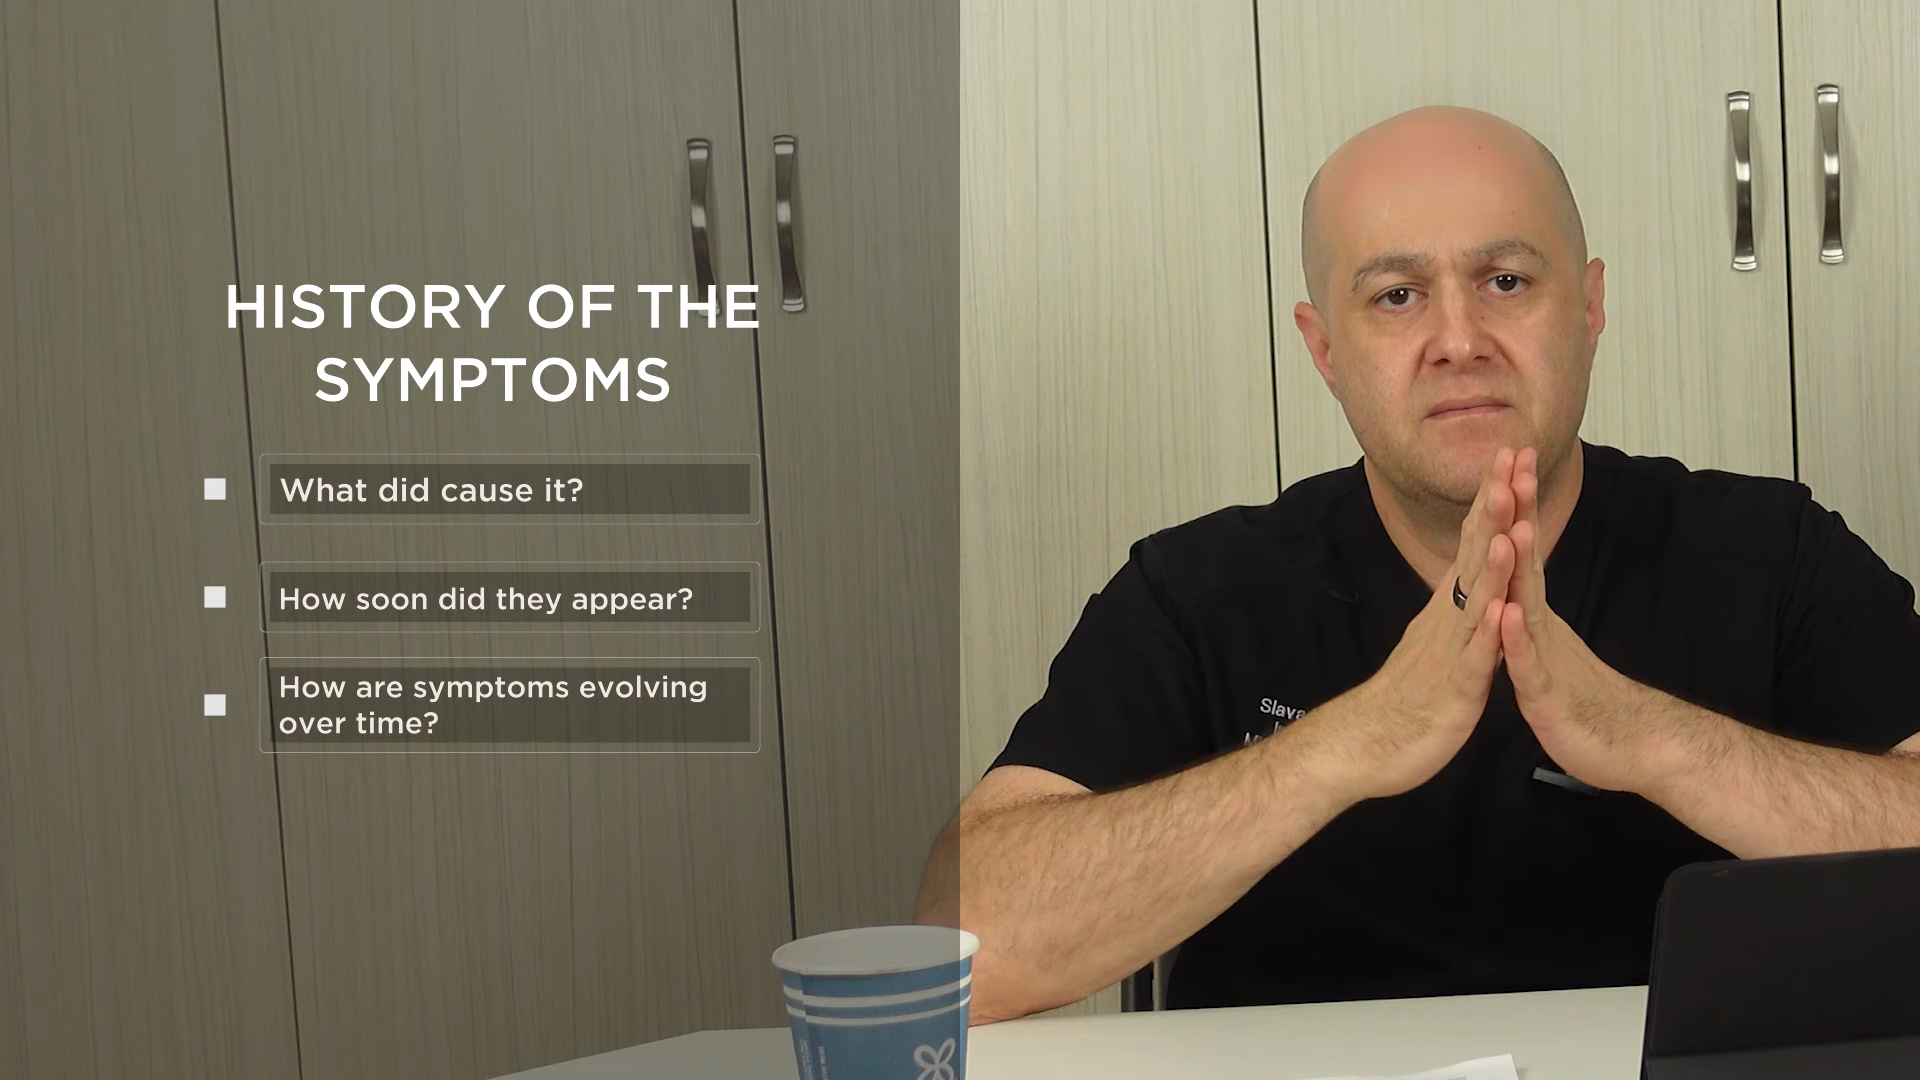 HISTORY OF THE
SYMPTOMS
What did cause it?
How soon did they appear?
How are symptoms evolving
over time?
Slava